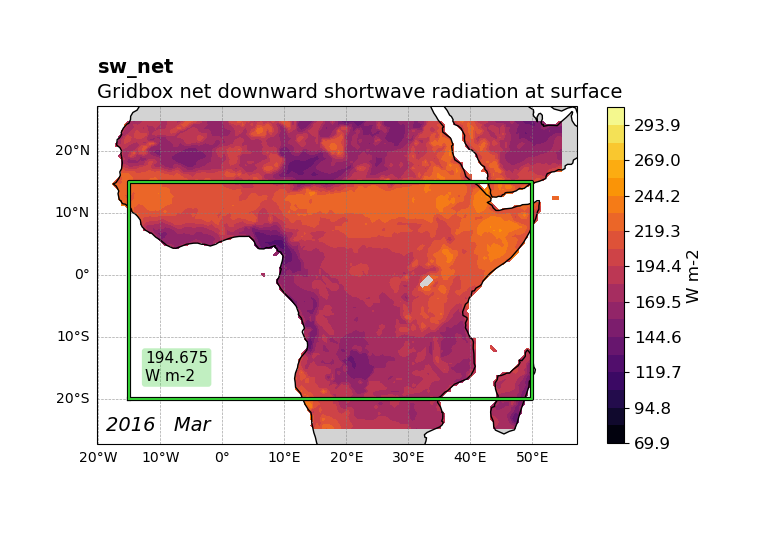 sw_net
Gridbox net downward shortwave radiation at surface
20°N
10°N
0°
10°S
20°S
194.675
W m-2
2016 Mar
20°W 10°W 0° 10°E 20°E 30°E 40°E 50°E
293.9
269.0
244.2
219.3
194.4
169.5
144.6
119.7
94.8
69.9
W m-2